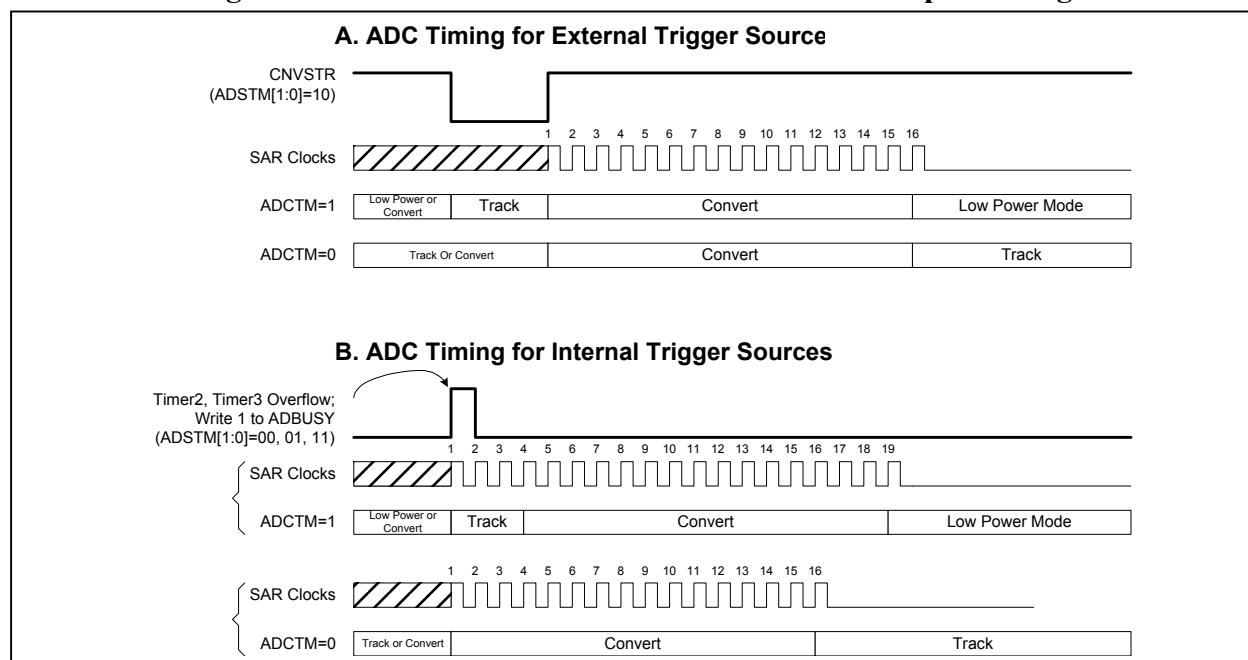 A. ADC Timing for External Trigger Source
CNVSTR
(ADSTM[1:0]=10)
1 2 3 4 5 6 7 8 9 10 11 12 13 14 15 16
SAR Clocks
ADCTM=1
Low Power or
Convert
Track
Convert
Low Power Mode
ADCTM=0
Track Or Convert
Convert
Track
B. ADC Timing for Internal Trigger Sources
Timer2, Timer3 Overflow;
Write 1 to ADBUSY
(ADSTM[1:0]=00, 01, 11)
1 2 3 4 5 6 7 8 9 10 11 12 13 14 15 16 17 18 19
SAR Clocks
ADCTM=1
Low Power or
Convert
Track
Convert
Low Power Mode
1 2 3 4 5 6 7 8 9 10 11 12 13 14 15 16
SAR Clocks
ADCTM=0
Track or Convert
Convert
Track